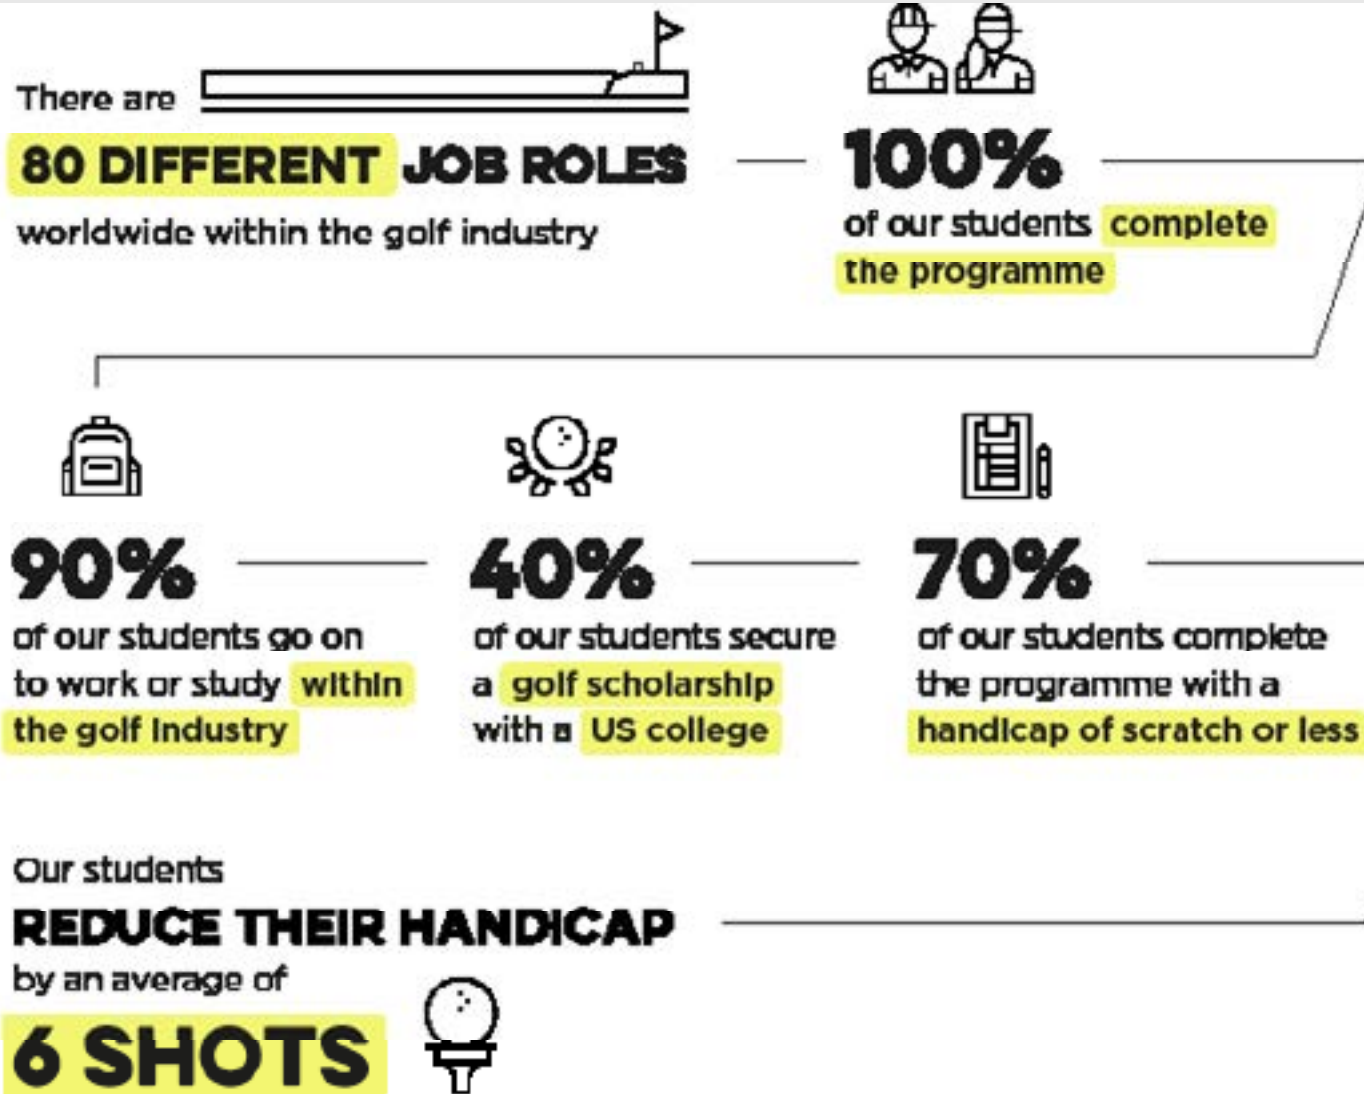 There are
80 DIFFERENT JOB ROLES
worldwide within the golf industry
100%
of our students complete
the programme
90%
of our students go on
to work or study within
the golf industry
40%
of our students secure
a golf scholarship
with a US college
70%
of our students complete
the programme with a
handicap of scratch or less
Our students
REDUCE THEIR HANDICAP
by an average of
6 SHOTS